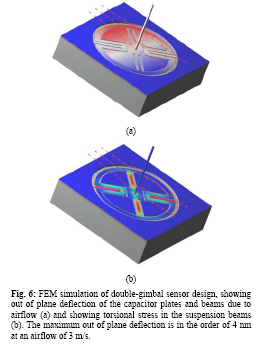 (a)
(b)
Fig. 6: FEM simulation of double-gimbal sensor design, showing
out of plane deflection of the capacitor plates and beams due to
airflow (a) and showing torsional stress in the suspension beams
(b). The maximum out of plane deflection is in the order of 4 nm
at an airflow of 3 m/s.